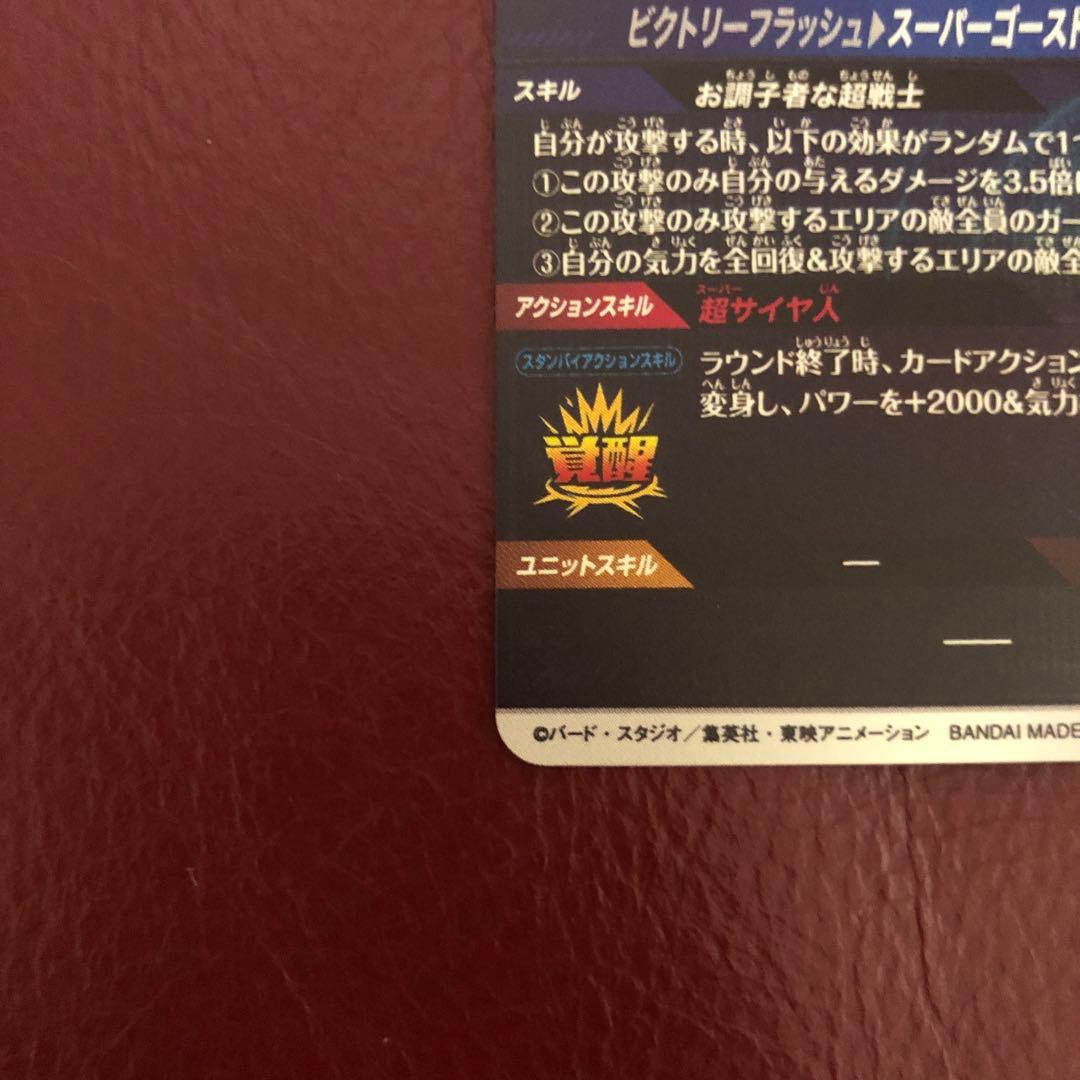 ビクトリーフラッシュ▶スーパーゴースト
スキル お調子者な超戦士
自分が攻撃する時、以下の効果がランダムで1つ
①この攻撃のみ自分の与えるダメージを3.5倍
②この攻撃のみ攻撃するエリアの敵全員のガー
③自分の気力を全回復&攻撃するエリアの敵全
アクションスキル 超サイヤ人
スタンバイアクションスキル
ラウンド終了時、カードアクション
変身し、パワーを+2000&気力
覚醒
ユニットスキル ー
©バード・スタジオ／集英社・東映アニメーション BANDAI MADE